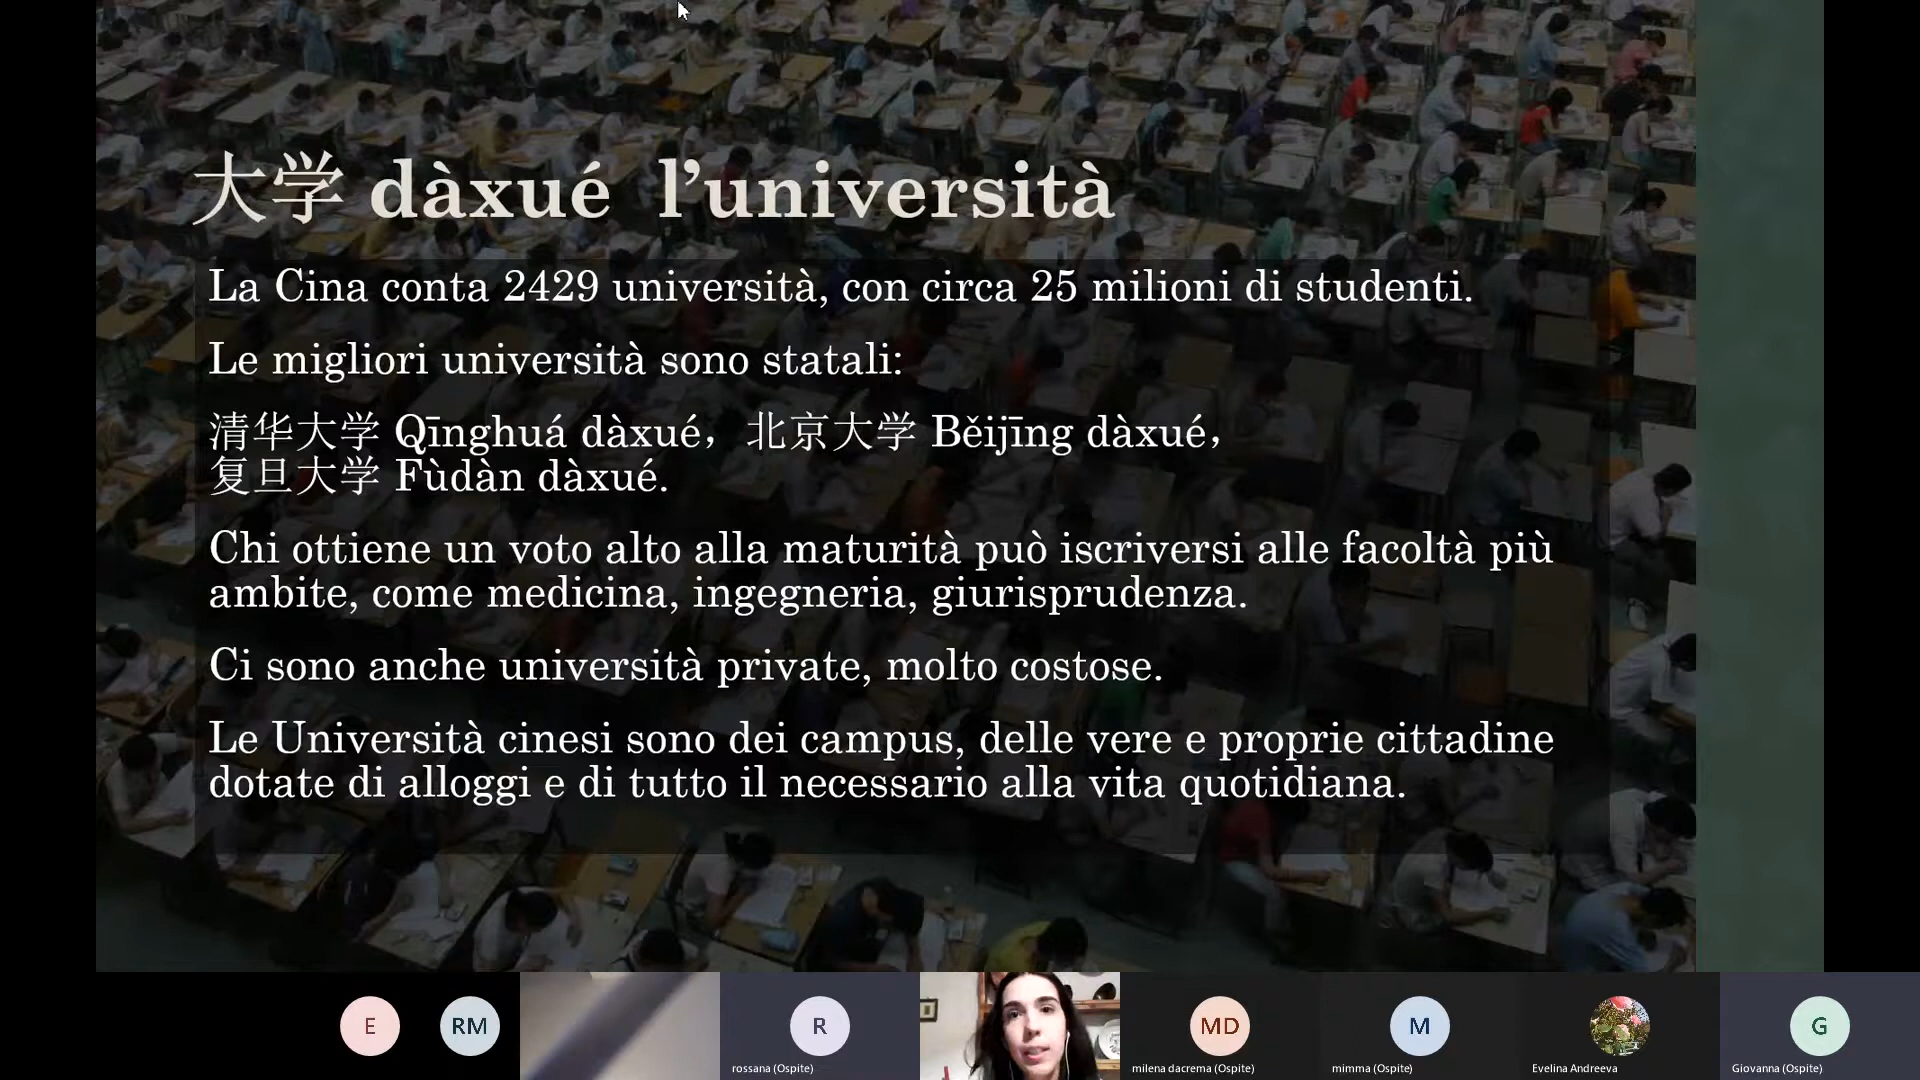 大学 dàxué l’università
La Cina conta 2429 università, con circa 25 milioni di studenti.
Le migliori università sono statali:
清华大学 Qīnghuá dàxué，北京大学 Běijīng dàxué，
复旦大学 Fùdàn dàxué.
Chi ottiene un voto alto alla maturità può iscriversi alle facoltà più
ambite, come medicina, ingegneria, giurisprudenza.
Ci sono anche università private, molto costose.
Le Università cinesi sono dei campus, delle vere e proprie cittadine
dotate di alloggi e di tutto il necessario alla vita quotidiana.
E
RM
R
rossana (Ospite)
MD
milena dacrema (Ospite)
M
mimma (Ospite)
Evelina Andreeva
G
Giovanna (Ospite)